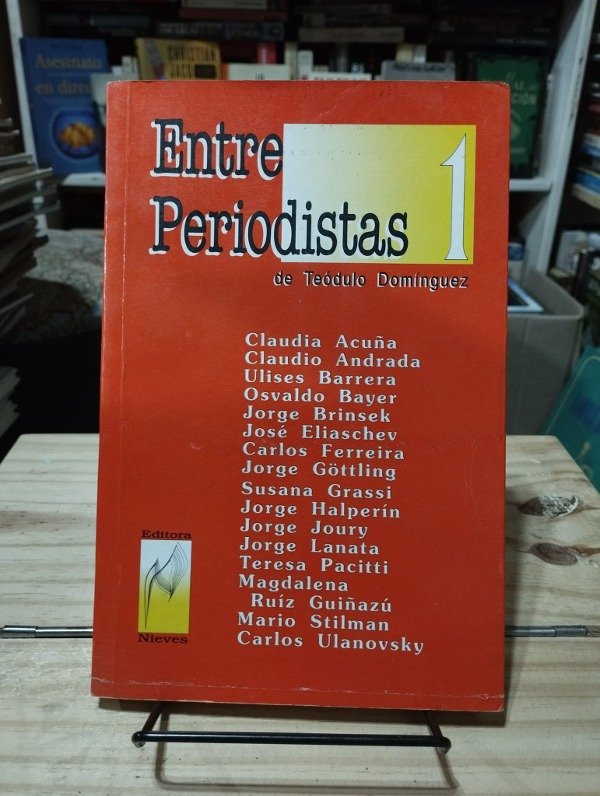 Entre
Periodistas 1
de Teódulo Domínguez
Claudia Acuña
Claudio Andrada
Ulises Barrera
Osvaldo Bayer
Jorge Brinsek
José Eliaschev
Carlos Ferreira
Jorge Göttling
Susana Grassi
Jorge Halperín
Jorge Joury
Jorge Lanata
Teresa Pacitti
Magdalena
Ruíz Guiñazú
Mario Stilman
Carlos Ulanovsky
Editora
Nieves
Asesinato
en direc
CHRISTIAN